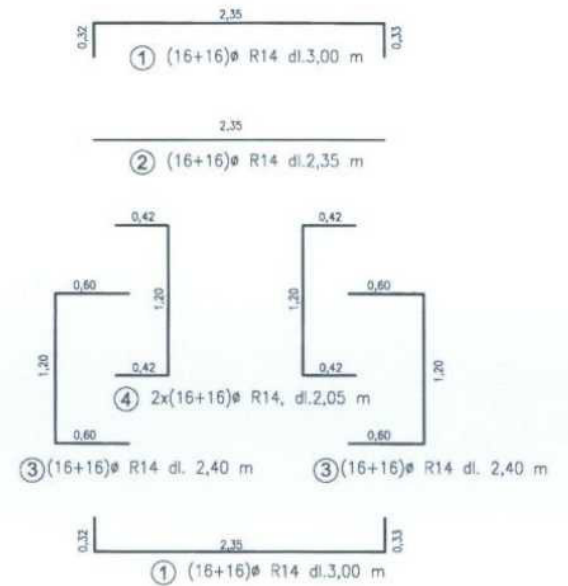 2,35
0,32 0,33
① (16+16)ø R14 dl.3,00 m
2,35
② (16+16)ø R14 dl.2,35 m
0,42 0,42
0,60 1,20 1,20 0,60
1,20 1,20
0,42 0,42
④ 2x(16+16)ø R14, dl.2,05 m
0,60 0,60
③(16+16)ø R14 dl. 2,40 m ③(16+16)ø R14 dl. 2,40 m
0,32 2,35 0,33
① (16+16)ø R14 dl.3,00 m